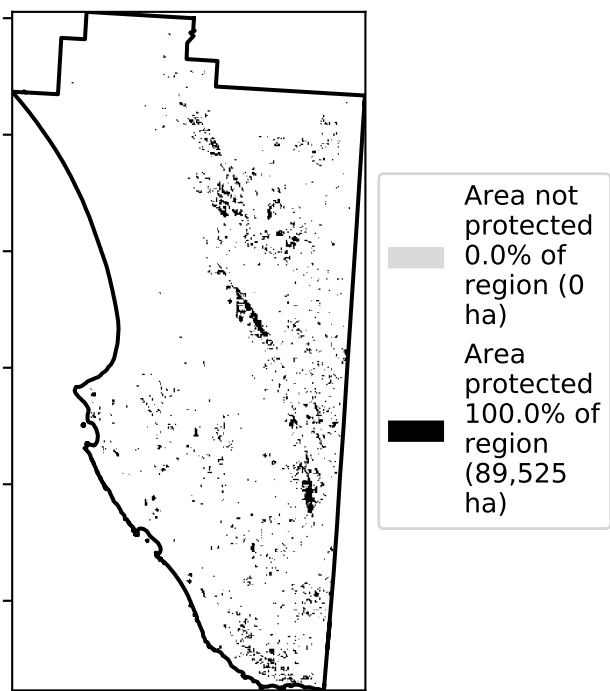 Area not
protected
0.0% of
region (0
ha)
Area
protected
100.0% of
region
(89,525
ha)